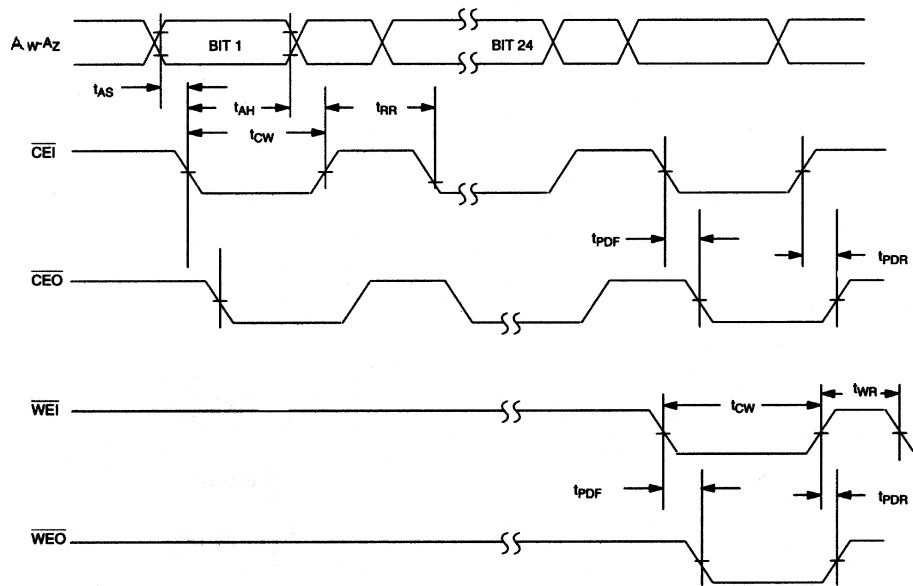 AW-AZ BIT 1 BIT 24
tAS
tAH tRR
tCW
CEI
tPDF
tPDR
CEO
tWR
WEI tCW
tPDF tPDR
WEO